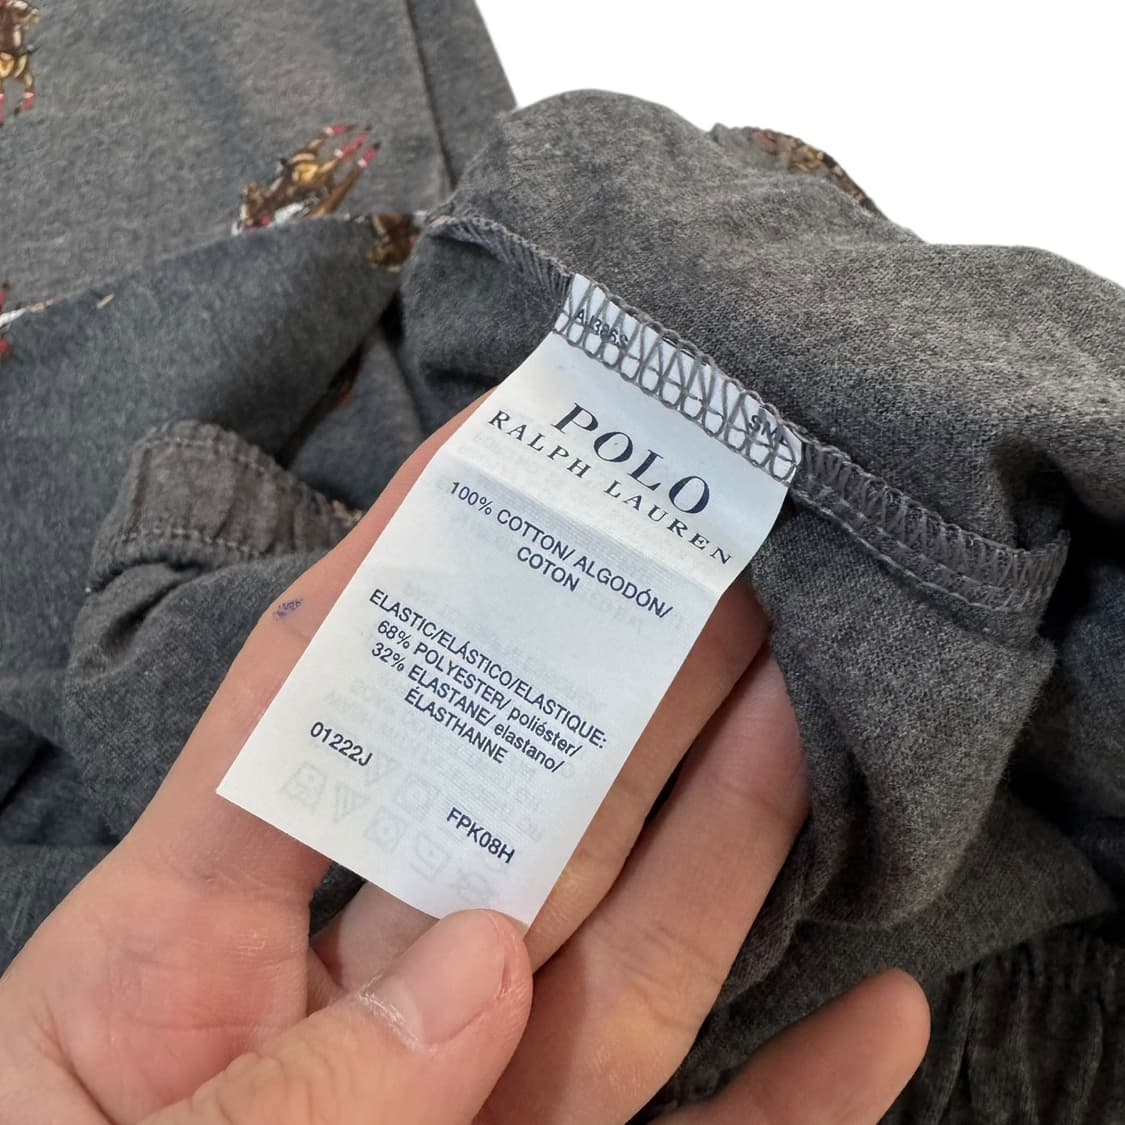 POLO
RALPH LAUREN
100% COTTON/ ALGODÓN/
COTON
ELASTIC/ELÁSTICO/ELASTIQUE:
68% POLYESTER/ poliéster/
32% ELASTANE/ elastano/
ÉLASTHANNE
01222J
FPK08H